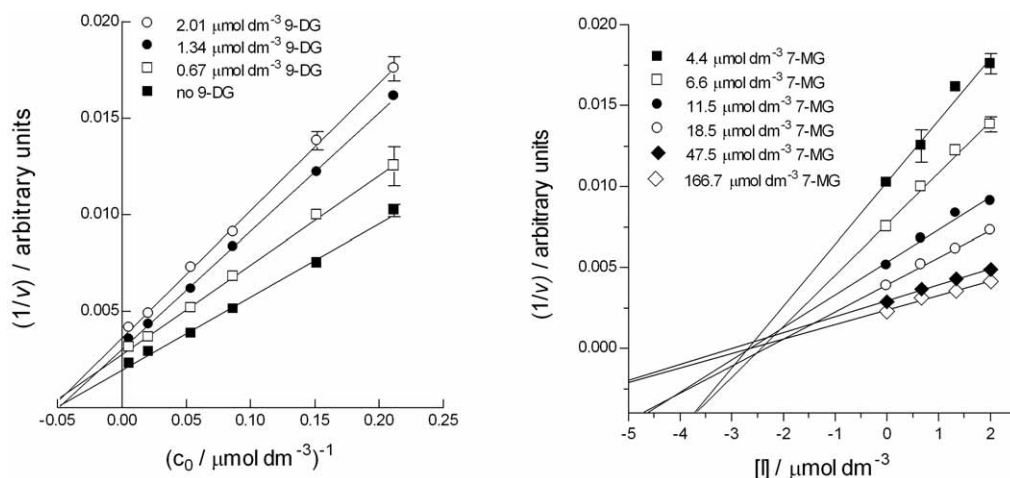 2.01 μmol dm⁻³ 9-DG
1.34 μmol dm⁻³ 9-DG
0.67 μmol dm⁻³ 9-DG
no 9-DG
(1/v) / arbitrary units
0.020
0.015
0.010
0.005
-0.05
0.00
0.05
0.10
0.15
0.20
0.25
(c₀ / μmol dm⁻³)⁻¹
4.4 μmol dm⁻³ 7-MG
6.6 μmol dm⁻³ 7-MG
11.5 μmol dm⁻³ 7-MG
18.5 μmol dm⁻³ 7-MG
47.5 μmol dm⁻³ 7-MG
166.7 μmol dm⁻³ 7-MG
(1/v) / arbitrary units
0.020
0.015
0.010
0.005
0.000
-5
-4
-3
-2
-1
0
1
2
[I] / μmol dm⁻³